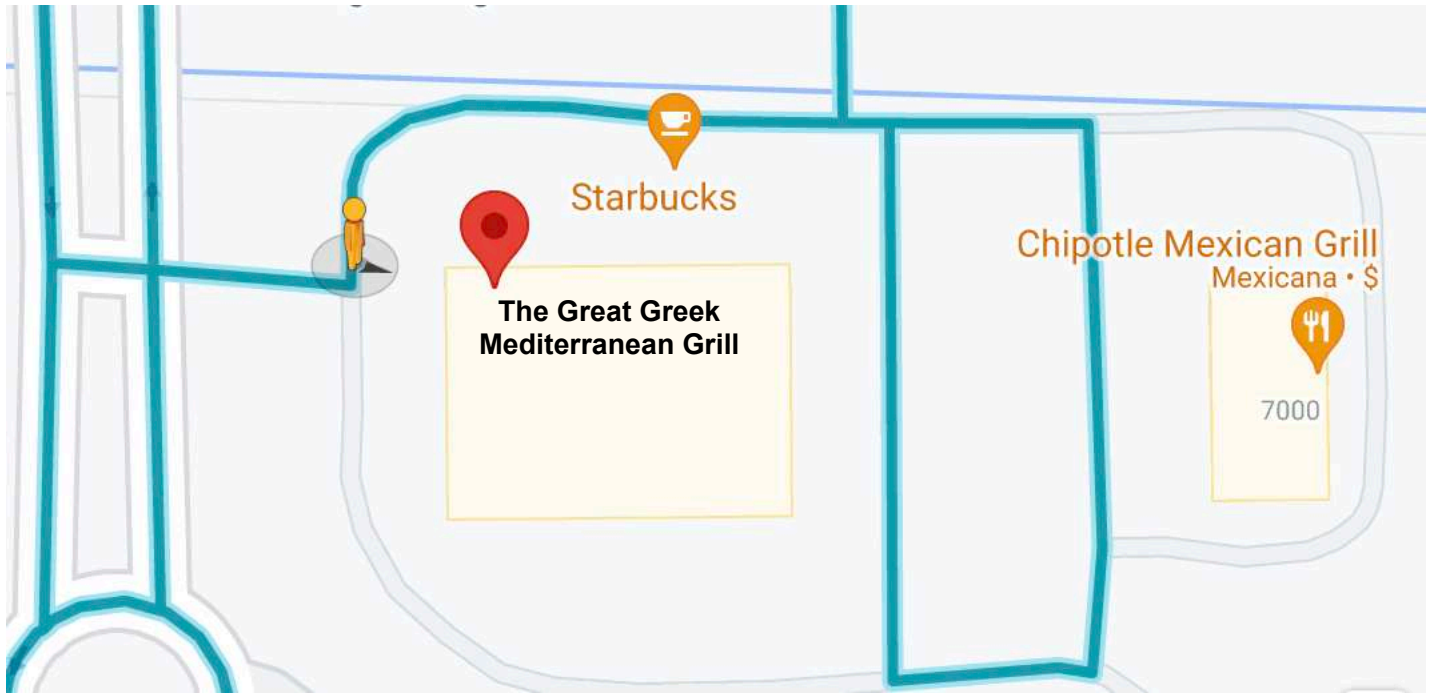 Starbucks
Chipotle Mexican Grill
Mexicana • $
The Great Greek
Mediterranean Grill
7000